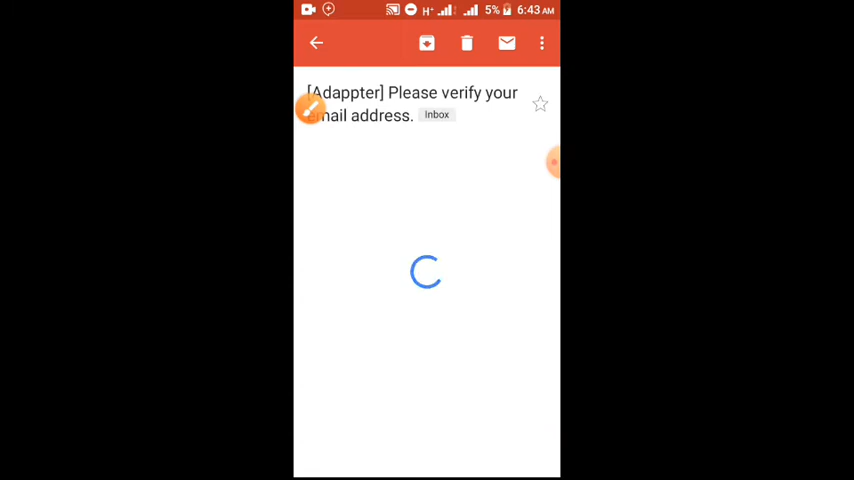 H+ 5% 6:43 AM
[Adappter] Please verify your
email address. Inbox